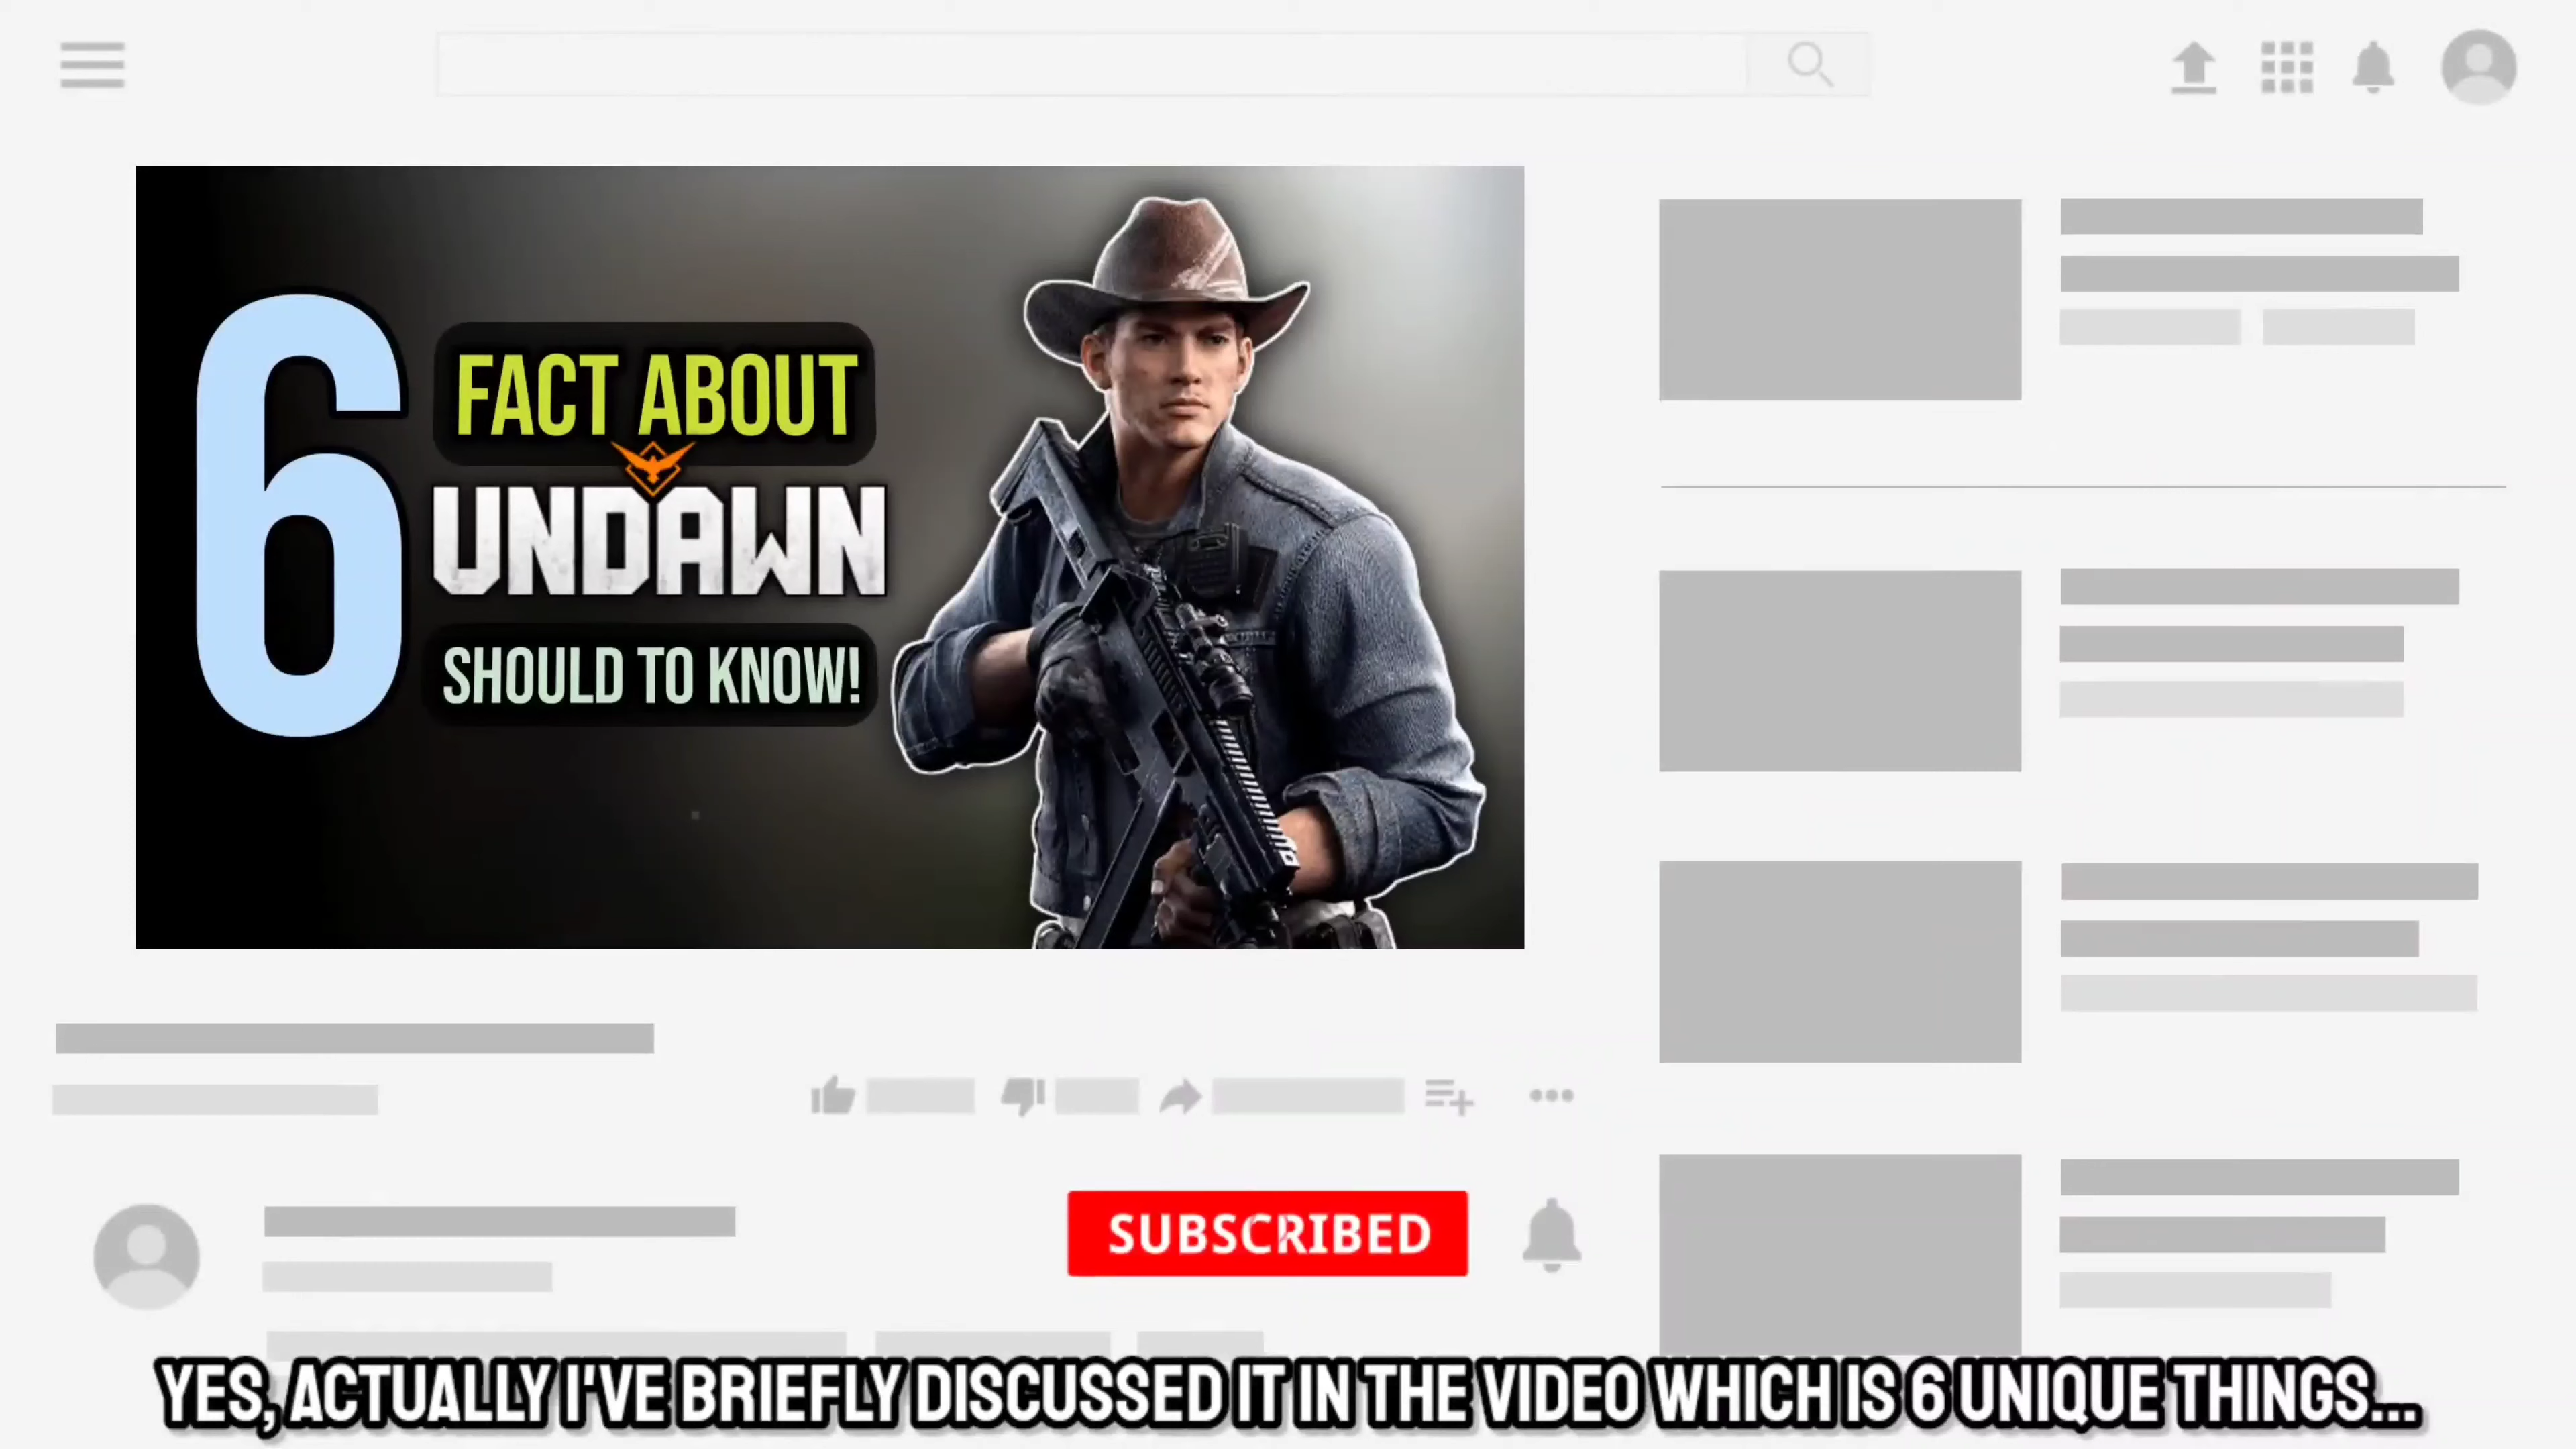 6
FACT ABOUT
UNDAWN
SHOULD TO KNOW!
SUBSCRIBED
YES, ACTUALLY I'VE BRIEFLY DISCUSSED IT IN THE VIDEO WHICH IS 6 UNIQUE THINGS...